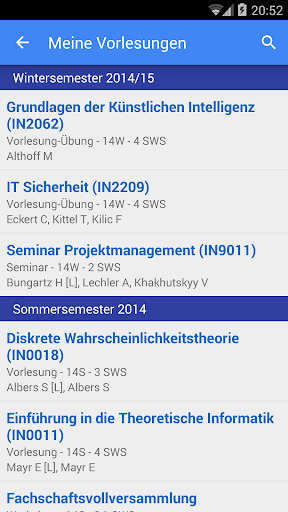 20:52
Meine Vorlesungen
Wintersemester 2014/15
Grundlagen der Künstlichen Intelligenz
(IN2062)
Vorlesung-Übung - 14W - 4 SWS
Althoff M
IT Sicherheit (IN2209)
Vorlesung-Übung - 14W - 4 SWS
Eckert C, Kittel T, Kilic F
Seminar Projektmanagement (IN9011)
Seminar - 14W - 2 SWS
Bungartz H [L], Lechler A, Khakhutskyy V
Sommersemester 2014
Diskrete Wahrscheinlichkeitstheorie
(IN0018)
Vorlesung - 14S - 3 SWS
Albers S [L], Albers S
Einführung in die Theoretische Informatik
(IN0011)
Vorlesung - 14S - 4 SWS
Mayr E [L], Mayr E
Fachschaftsvollversammlung